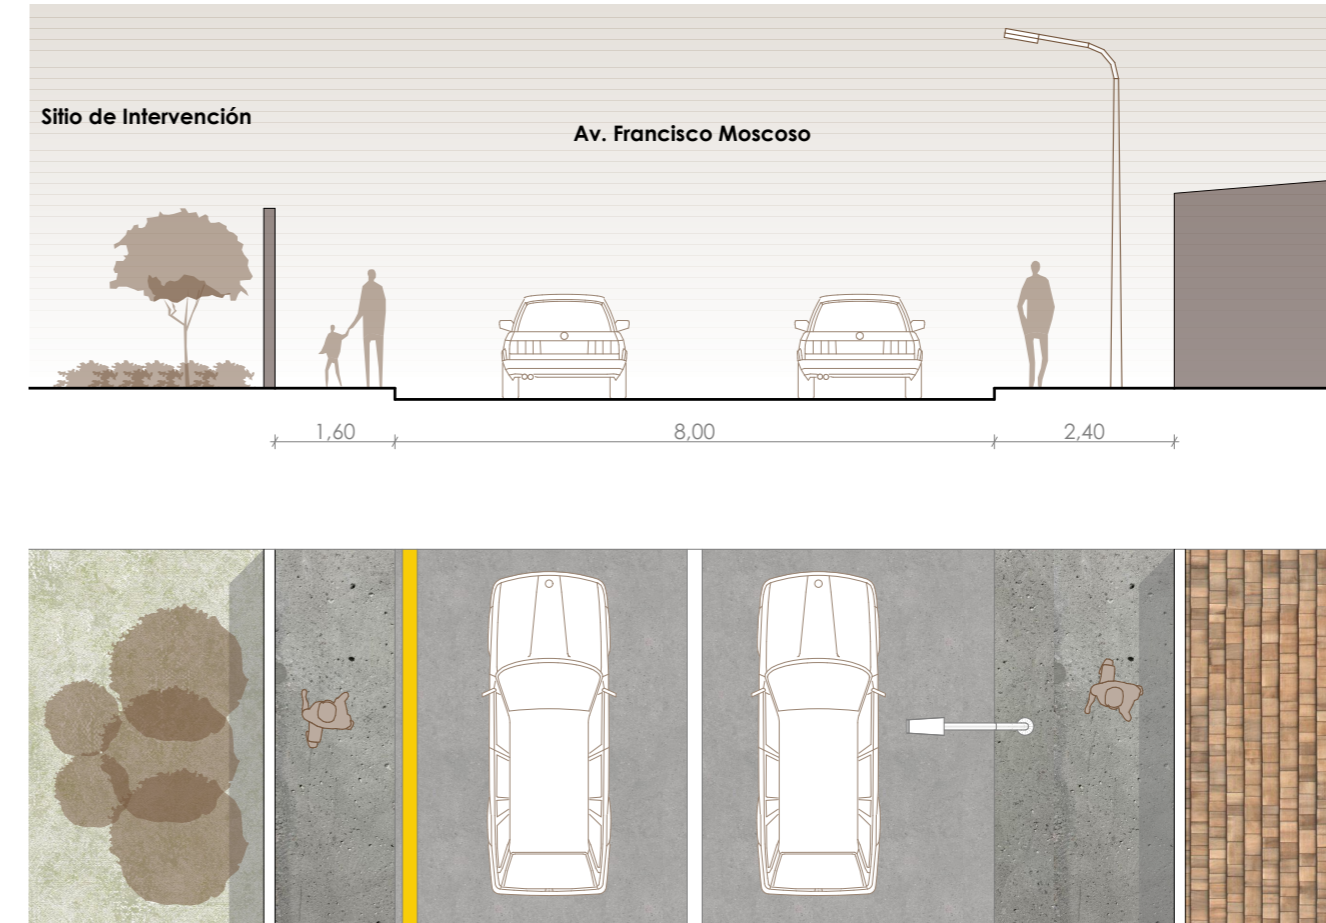 Sitio de Intervención
Av. Francisco Moscoso
1,60
8,00
2,40